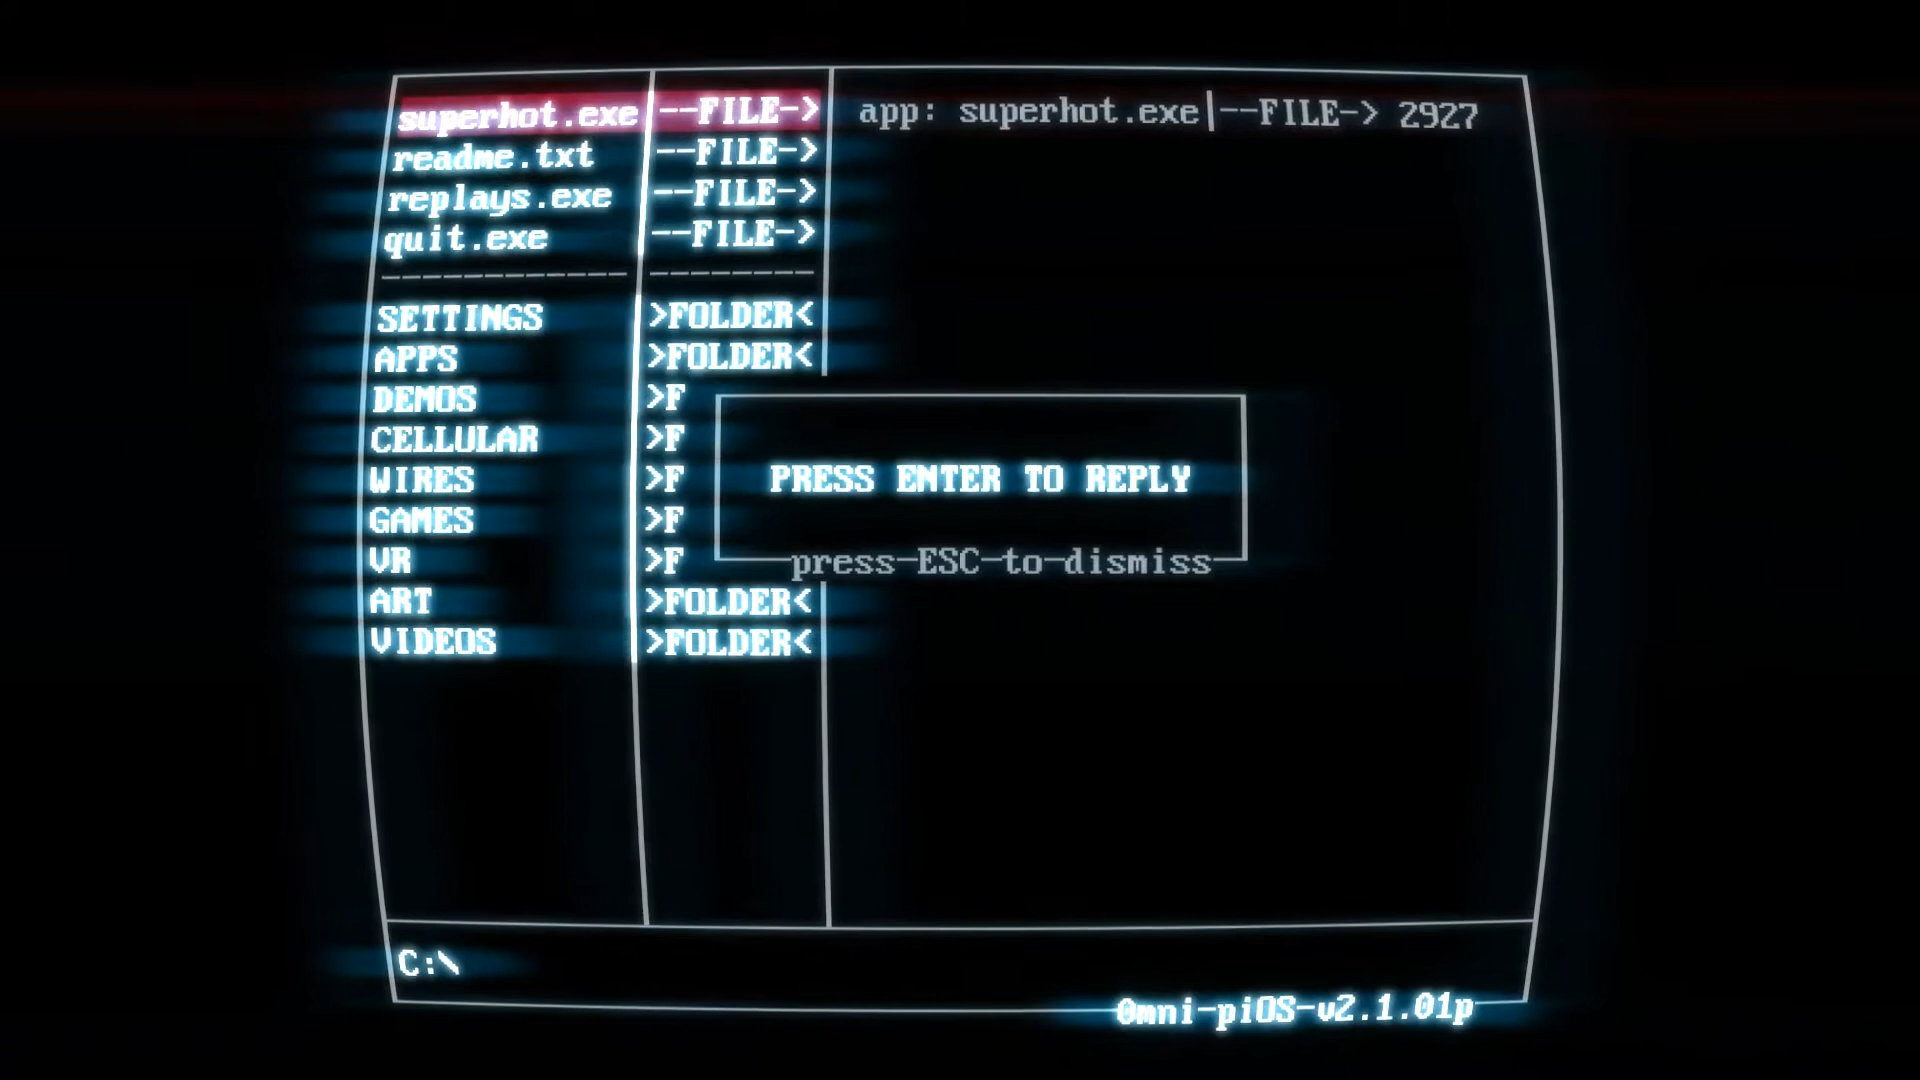 superhot.exe --FILE-> app: superhot.exe|--FILE-> 2927
readme.txt --FILE->
replays.exe --FILE->
quit.exe --FILE->
SETTINGS >FOLDER<
APPS >FOLDER<
DEMOS >F
CELLULAR >F
WIRES >F
GAMES >F
VR >F
ART >FOLDER<
VIDEOS >FOLDER<
PRESS ENTER TO REPLY
press-ESC-to-dismiss
C:\
0mni-piOS-v2.1.01p